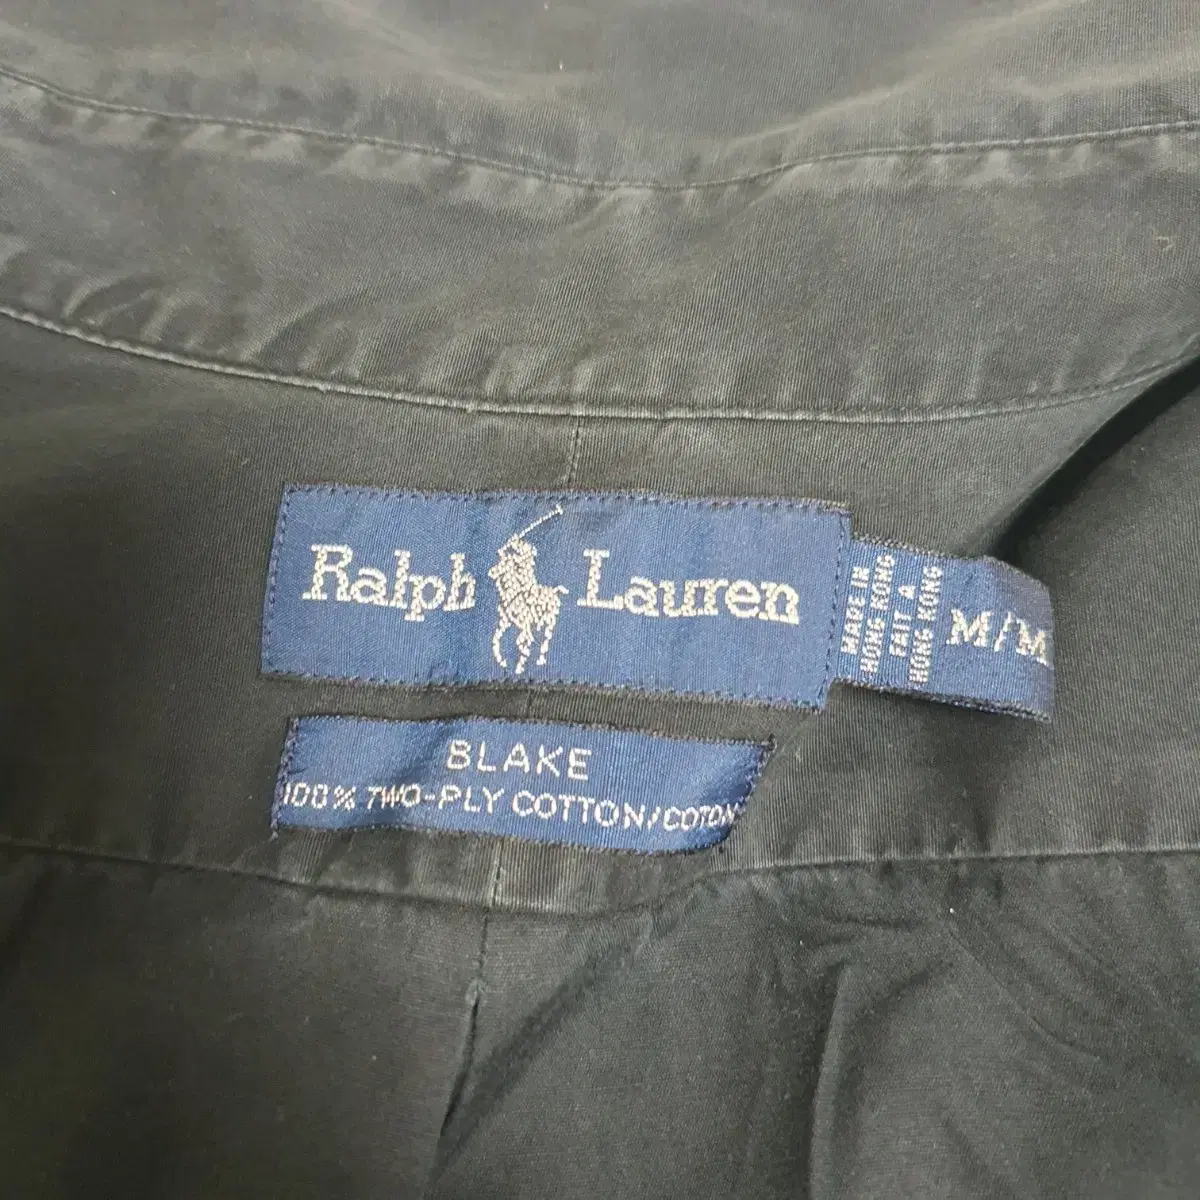 Ralph Lauren
MADE IN
HONG KONG
FAIT A
HONG KONG
M/M
BLAKE
100% TWO-PLY COTTON/COTON